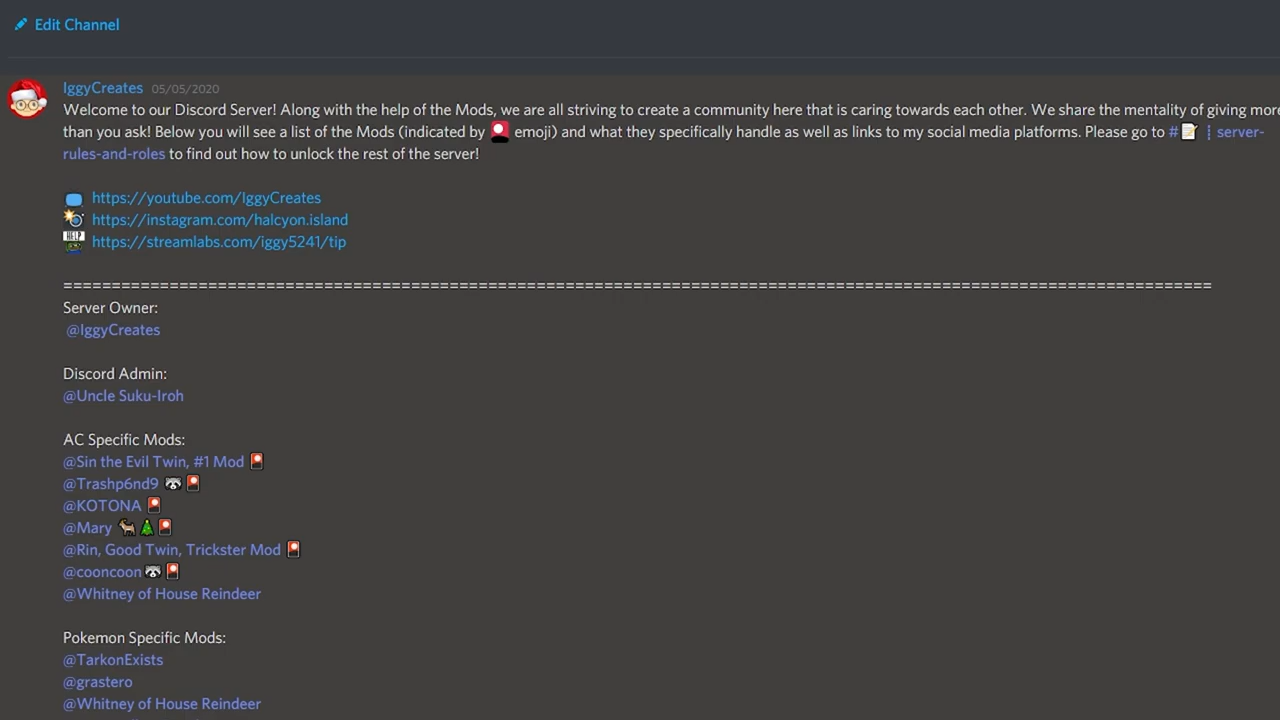 Edit Channel
IggyCreates 05/05/2020
Welcome to our Discord Server! Along with the help of the Mods, we are all striving to create a community here that is caring towards each other. We share the mentality of giving more
than you ask! Below you will see a list of the Mods (indicated by 🎴 emoji) and what they specifically handle as well as links to my social media platforms. Please go to #📝┊server-
rules-and-roles to find out how to unlock the rest of the server!
https://youtube.com/IggyCreates
https://instagram.com/halcyon.island
HELP https://streamlabs.com/iggy5241/tip
========================================================================================================================
Server Owner:
@IggyCreates
Discord Admin:
@Uncle Suku-Iroh
AC Specific Mods:
@Sin the Evil Twin, #1 Mod 🎴
@Trashp6nd9 🦝 🎴
@KOTONA 🎴
@Mary 🐐🎄🎴
@Rin, Good Twin, Trickster Mod 🎴
@cooncoon🦝 🎴
@Whitney of House Reindeer
Pokemon Specific Mods:
@TarkonExists
@grastero
@Whitney of House Reindeer